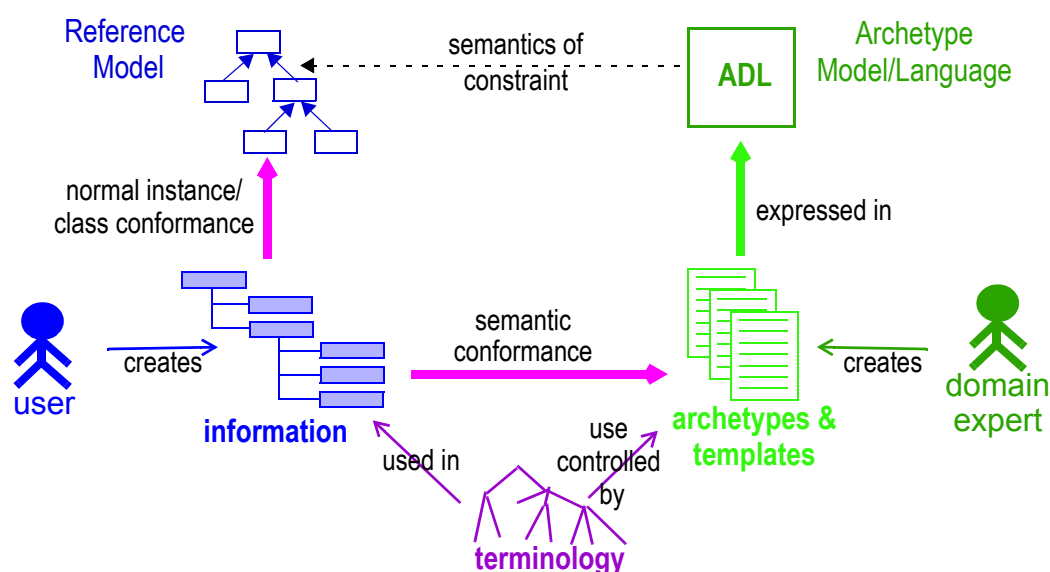 Reference
Model
semantics of
constraint
ADL
Archetype
Model/Language
normal instance/
class conformance
expressed in
user
creates
information
semantic
conformance
archetypes &
templates
creates
domain
expert
used in
use
controlled
by
terminology